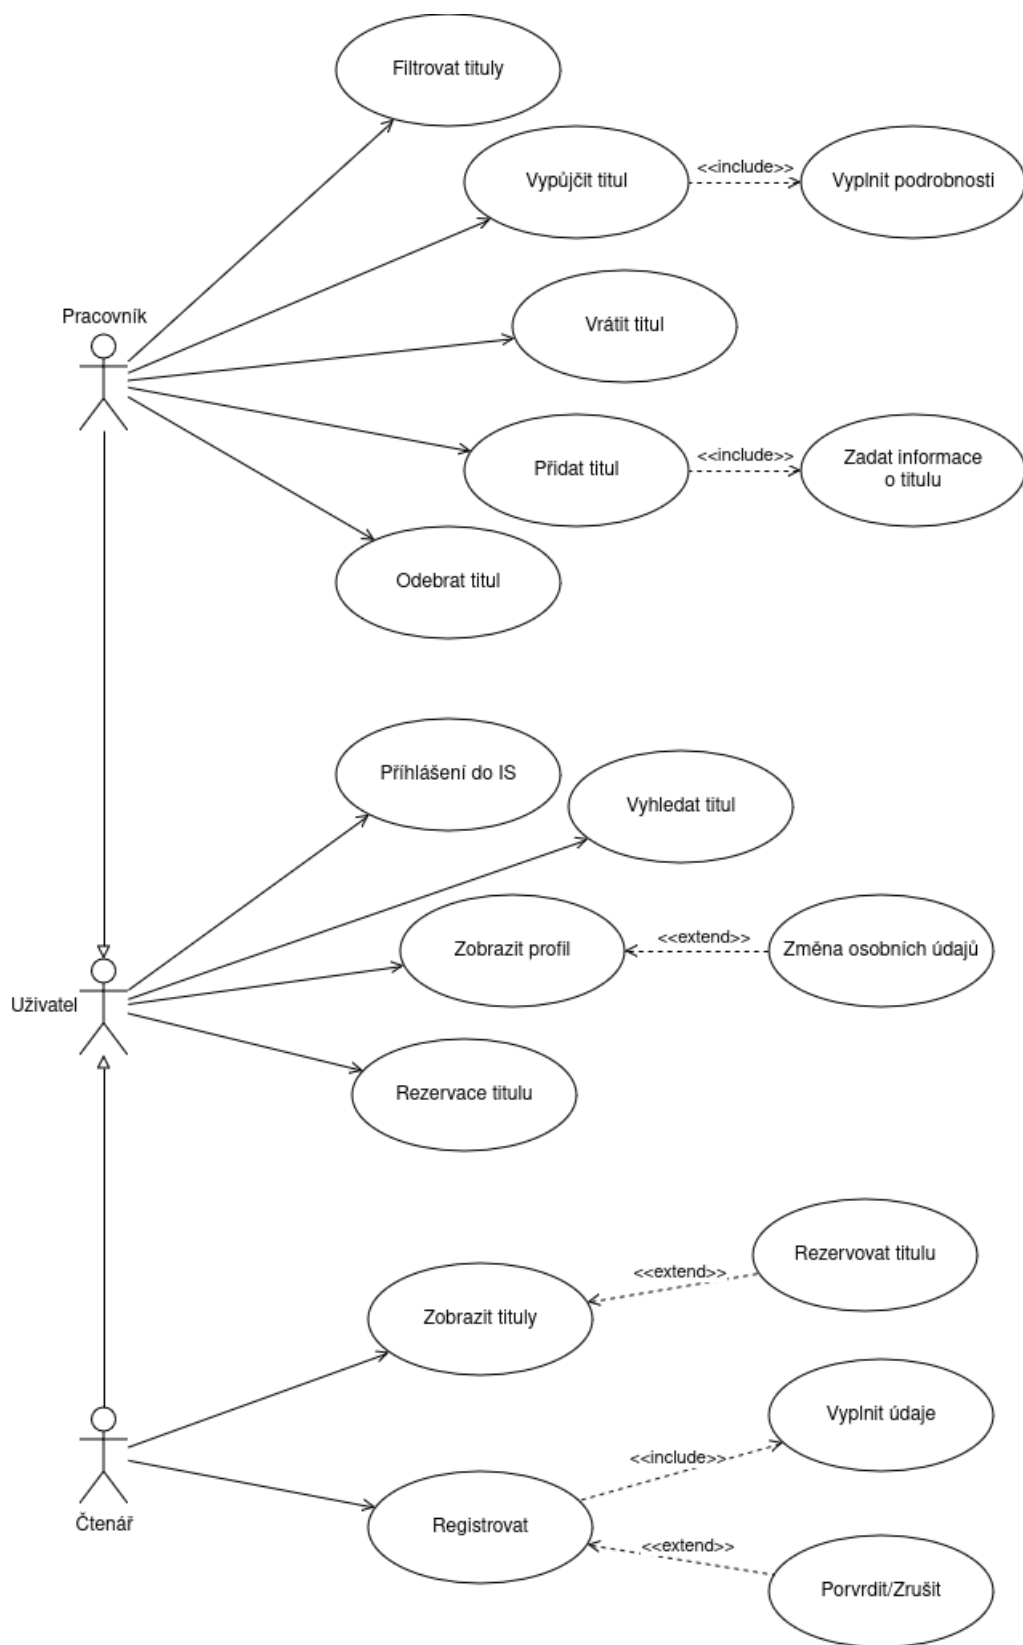 Filtrovat tituly
Vypůjčit titul
<<include>>
Vyplnit podrobnosti
Pracovník
Vrátit titul
Přidat titul
<<include>>
Zadat informace
o titulu
Odebrat titul
Příhlášení do IS
Vyhledat titul
Zobrazit profil
<<extend>>
Změna osobních údajů
Uživatel
Rezervace titulu
Rezervovat titulu
<<extend>>
Zobrazit tituly
Vyplnit údaje
<<include>>
Čtenář
Registrovat
<<extend>>
Porvrdit/Zrušit